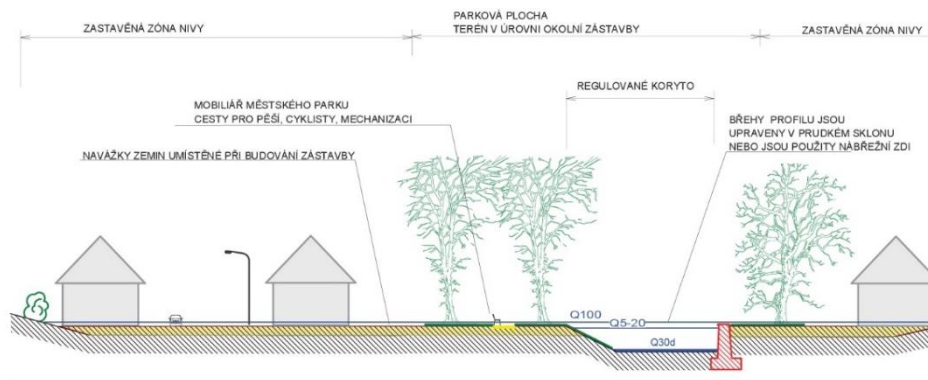 ZASTAVĚNÁ ZÓNA NIVY
PARKOVÁ PLOCHA
TERÉN V ÚROVNI OKOLNÍ ZÁSTAVBY
ZASTAVĚNÁ ZÓNA NIVY
REGULOVANÉ KORYTO
MOBILIÁŘ MĚSTSKÉHO PARKU
CESTY PRO PĚŠÍ, CYKLISTY, MECHANIZACI
BŘEHY PROFILU JSOU
UPRAVENY V PRUDKÉM SKLONU
NEBO JSOU POUŽITY NÁBŘEŽNÍ ZDI
NAVÁŽKY ZEMIN UMÍSTĚNÉ PŘI BUDOVÁNÍ ZÁSTAVBY
Q100
Q5-20
Q30d